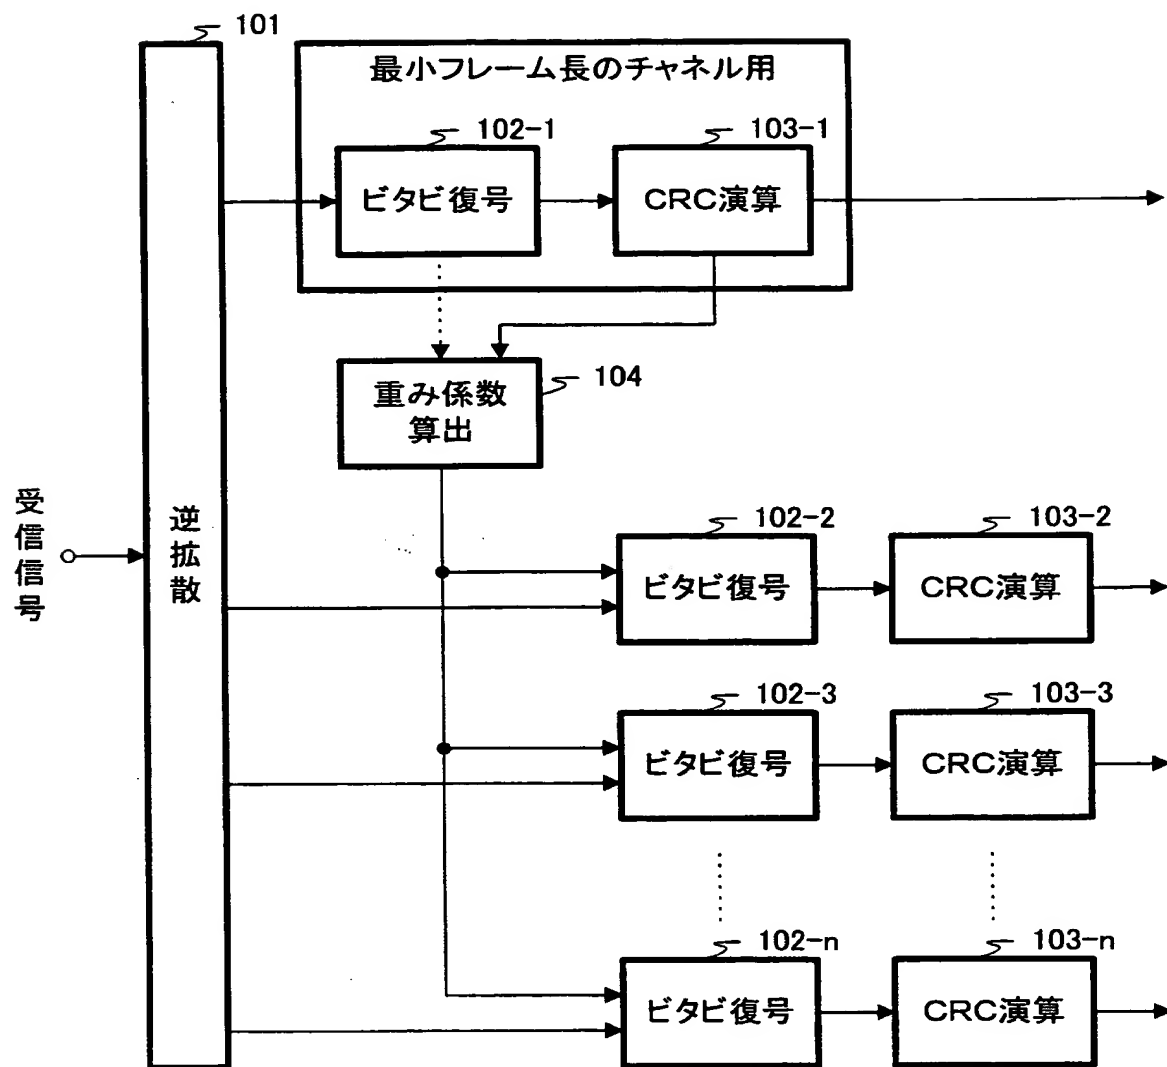 101
最小フレーム長のチャネル用
102-1
103-1
ビタビ復号
CRC演算
104
重み係数
算出
受信信号
逆拡散
102-2
103-2
ビタビ復号
CRC演算
102-3
103-3
ビタビ復号
CRC演算
102-n
103-n
ビタビ復号
CRC演算